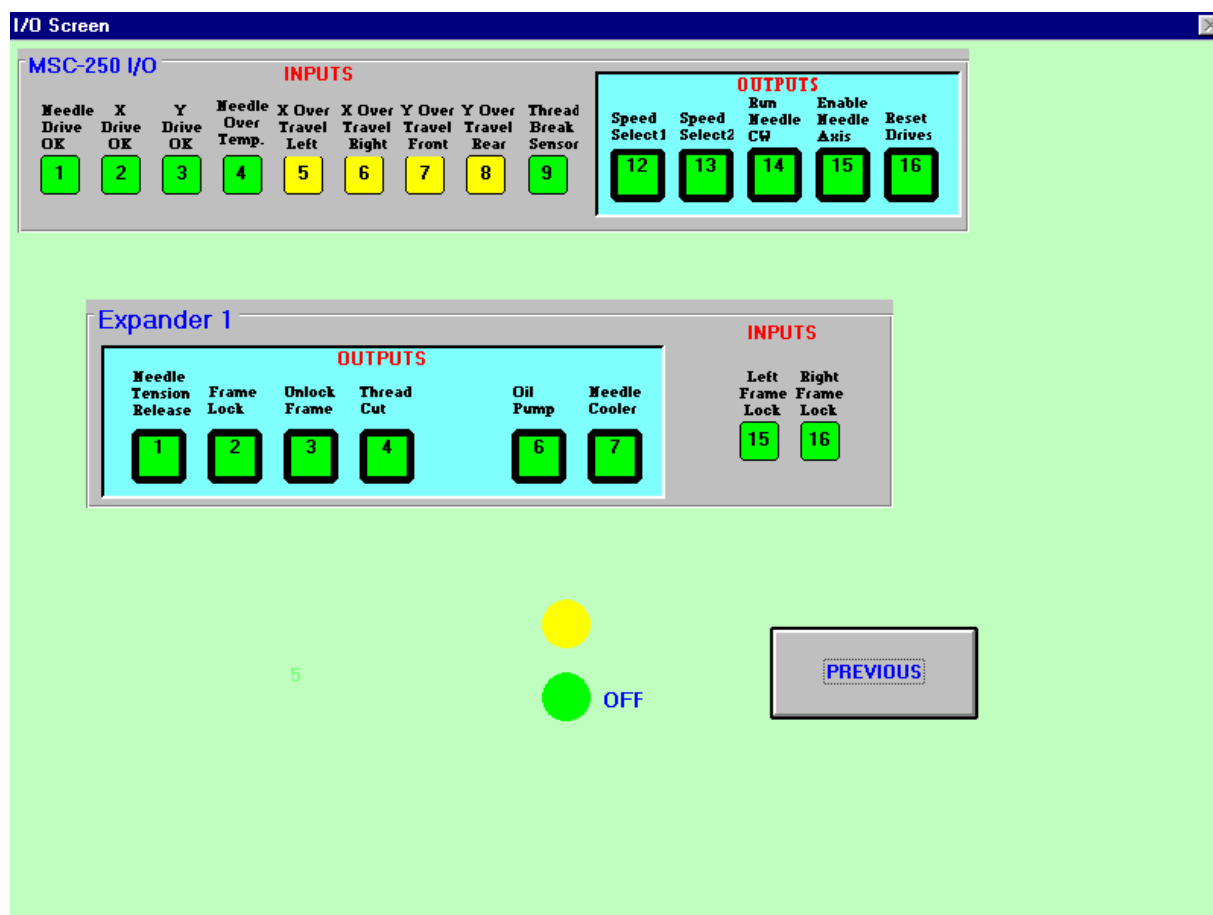 I/O Screen
MSC-250 I/O
INPUTS
Needle Drive OK
X Drive OK
Y Drive OK
Needle Over Temp.
X Over Travel Left
X Over Travel Right
Y Over Travel Front
Y Over Travel Rear
Thread Break Sensor
1 2 3 4 5 6 7 8 9
OUTPUTS
Speed Select1
Speed Select2
Run Needle CW
Enable Needle Axis
Reset Drives
12 13 14 15 16
Expander 1
OUTPUTS
Needle Tension Release
Frame Lock
Unlock Frame
Thread Cut
Oil Pump
Needle Cooler
1 2 3 4 6 7
INPUTS
Left Frame Lock
Right Frame Lock
15 16
5
OFF
PREVIOUS